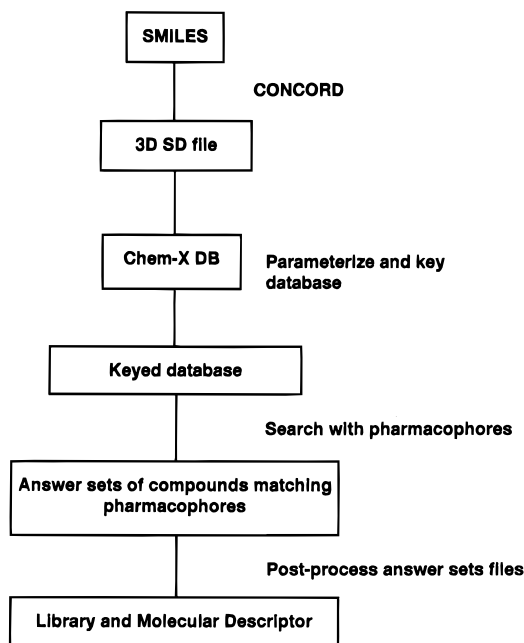 SMILES
CONCORD
3D SD file
Chem-X DB
Parameterize and key
database
Keyed database
Search with pharmacophores
Answer sets of compounds matching
pharmacophores
Post-process answer sets files
Library and Molecular Descriptor